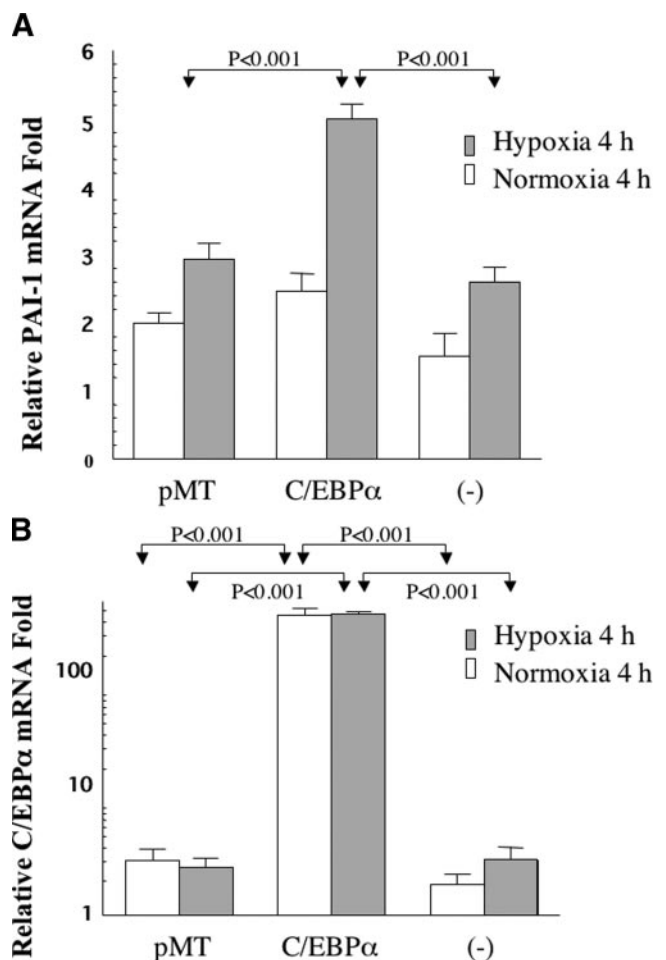 A
Relative PAI-1 mRNA Fold
6
5
4
3
2
1
0
P<0.001
P<0.001
Hypoxia 4 h
Normoxia 4 h
pMT
C/EBPα
(-)
B
Relative C/EBPα mRNA Fold
P<0.001
P<0.001
P<0.001
P<0.001
100
10
1
Hypoxia 4 h
Normoxia 4 h
pMT
C/EBPα
(-)